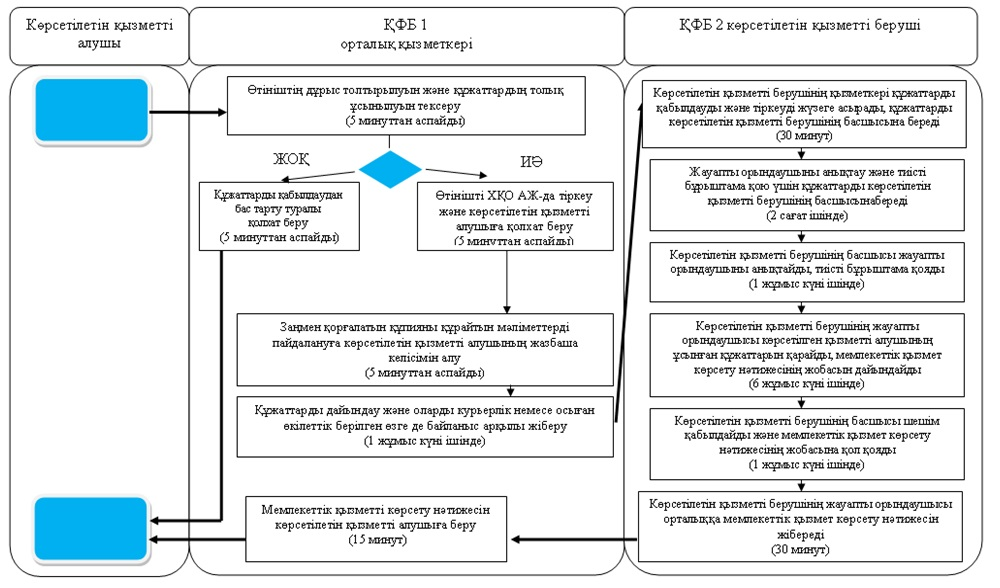 Көрсетілетін қызметті
алушы
ҚФБ 1
орталық қызметкері
ҚФБ 2 көрсетілетін қызметті беруші
Өтініштің дұрыс толтырылуын және құжаттардың толық
ұсынылуын тексеру
(5 минуттан аспайды)
ЖОҚ
ИӘ
Құжаттарды қабылдаудан
бас тарту туралы
қолхат беру
(5 минуттан аспайды)
Өтінішті ХҚО АЖ-да тіркеу
және көрсетілетін қызметті
алушыға қолхат беру
(5 минуттан аспайды)
Заңмен қорғалатын құпияны құрайтын мәліметтерді
пайдалануға көрсетілетін қызметті алушының жазбаша
келісімін алу
(5 минуттан аспайды)
Құжаттарды дайындау және оларды курьерлік немесе осыған
өкілеттік берілген өзге де байланыс арқылы жіберу
(1 жұмыс күні ішінде)
Мемлекеттік қызметті көрсету нәтижесін
көрсетілетін қызметті алушыға беру
(15 минут)
Көрсетілетін қызметті берушінің қызметкері құжаттарды
қабылдауды және тіркеуді жүзеге асырады, құжаттарды
көрсетілетін қызметті берушінің басшысына береді
(30 минут)
Жауапты орындаушыны анықтау және тиісті
бұрыштама қою үшін құжаттарды көрсетілетін
қызметті берушінің басшысынабереді
(2 сағат ішінде)
Көрсетілетін қызметті берушінің басшысы жауапты
орындаушыны анықтайды, тиісті бұрыштама қояды
(1 жұмыс күні ішінде)
Көрсетілетін қызметті берушінің жауапты
орындаушысы көрсетілген қызметті алушының
ұсынған құжаттарын қарайды, мемлекеттік қызмет
көрсету нәтижесінің жобасын дайындайды
(6 жұмыс күні ішінде)
Көрсетілетін қызметті берушінің басшысы шешім
қабылдайды және мемлекеттік қызмет көрсету
нәтижесінің жобасына қол қояды
(1 жұмыс күні ішінде)
Көрсетілетін қызметті берушінің жауапты орындаушысы
орталыққа мемлекеттік қызмет көрсету нәтижесін
жібереді
(30 минут)